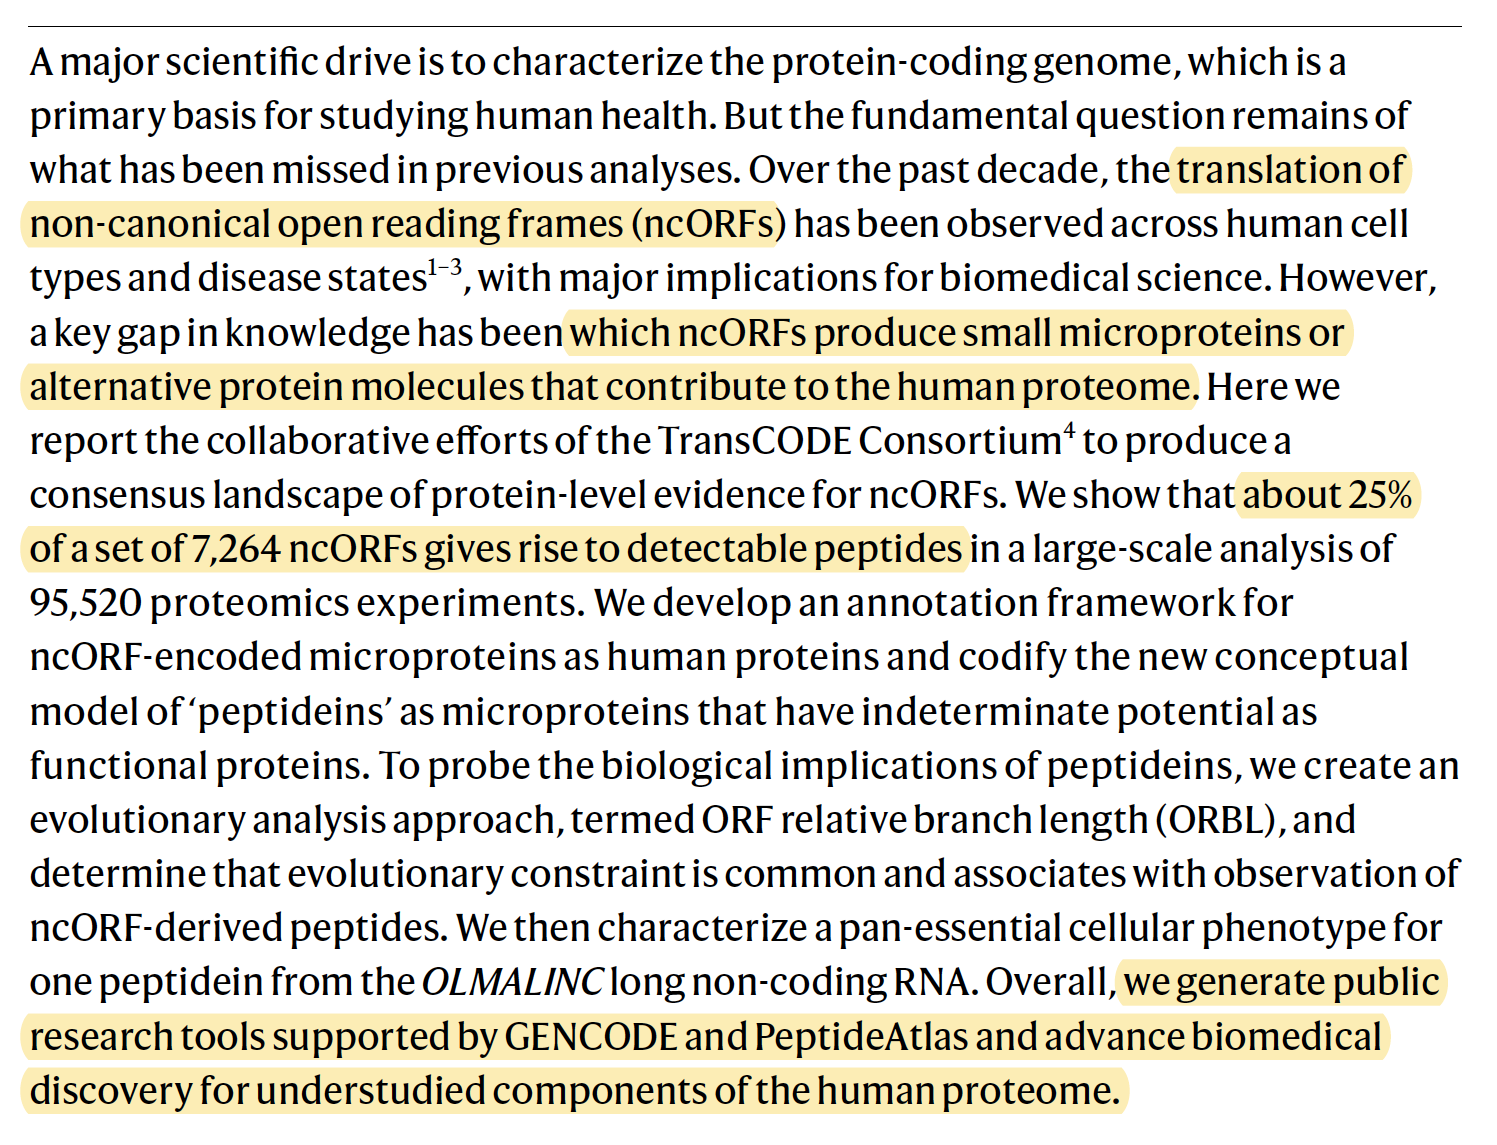 A major scientific drive is to characterize the protein-coding genome, which is a
primary basis for studying human health. But the fundamental question remains of
what has been missed in previous analyses. Over the past decade, the translation of
non-canonical open reading frames (ncORFs) has been observed across human cell
types and disease states1–3, with major implications for biomedical science. However,
a key gap in knowledge has been which ncORFs produce small microproteins or
alternative protein molecules that contribute to the human proteome. Here we
report the collaborative efforts of the TransCODE Consortium4 to produce a
consensus landscape of protein-level evidence for ncORFs. We show that about 25%
of a set of 7,264 ncORFs gives rise to detectable peptides in a large-scale analysis of
95,520 proteomics experiments. We develop an annotation framework for
ncORF-encoded microproteins as human proteins and codify the new conceptual
model of ‘peptideins’ as microproteins that have indeterminate potential as
functional proteins. To probe the biological implications of peptideins, we create an
evolutionary analysis approach, termed ORF relative branch length (ORBL), and
determine that evolutionary constraint is common and associates with observation of
ncORF-derived peptides. We then characterize a pan-essential cellular phenotype for
one peptidein from the OLMALINC long non-coding RNA. Overall, we generate public
research tools supported by GENCODE and PeptideAtlas and advance biomedical
discovery for understudied components of the human proteome.